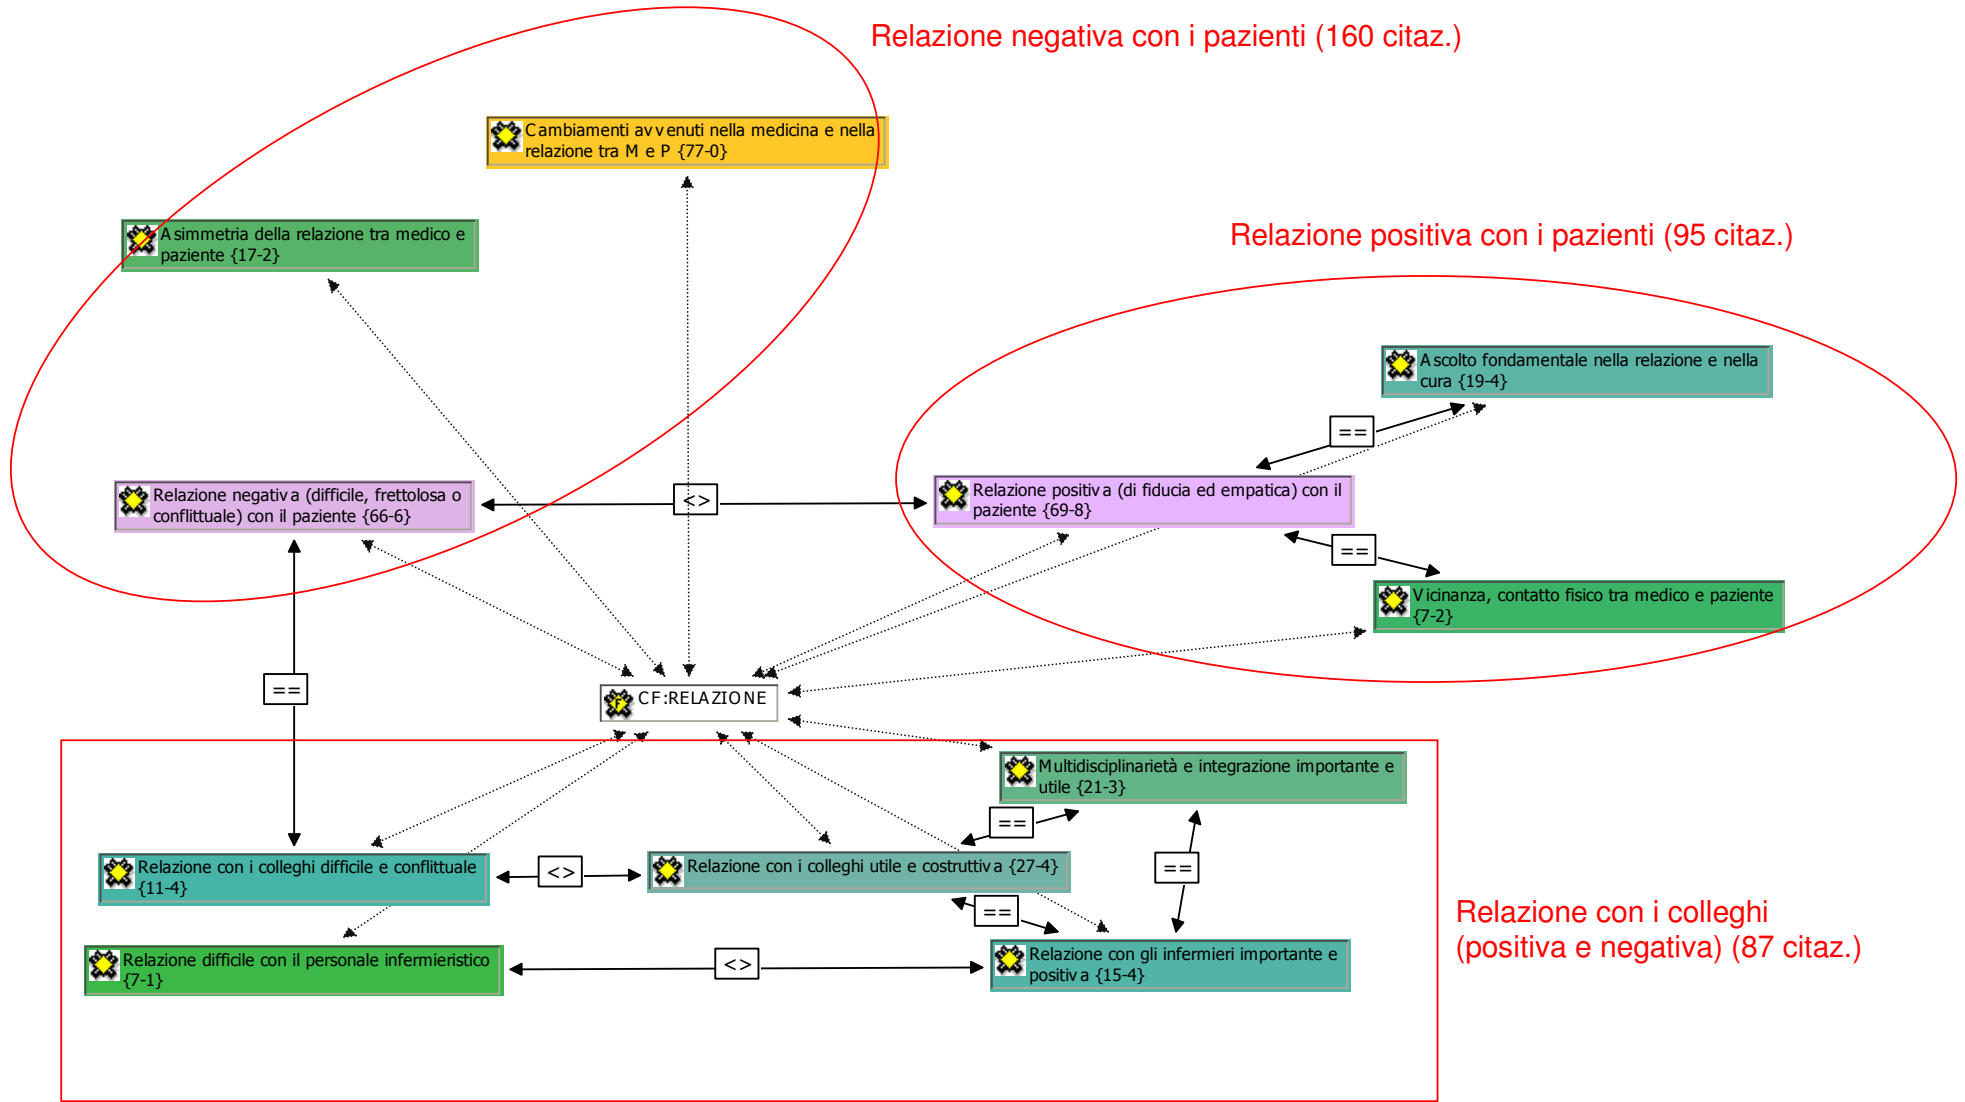 Relazione negativa con i pazienti (160 citaz.)
Cambiamenti avvenuti nella medicina e nella
relazione tra M e P {77-0}
Asimmetria della relazione tra medico e
paziente {17-2}
Relazione positiva con i pazienti (95 citaz.)
Ascolto fondamentale nella relazione e nella
cura {19-4}
==
Relazione negativa (difficile, frettolosa o
conflittuale) con il paziente {66-6}
<>
Relazione positiva (di fiducia ed empatica) con il
paziente {69-8}
==
Vicinanza, contatto fisico tra medico e paziente
{7-2}
==
F
CF:RELAZIONE
Multidisciplinarietà e integrazione importante e
utile {21-3}
==
Relazione con i colleghi difficile e conflittuale
{11-4}
<>
Relazione con i colleghi utile e costruttiva {27-4}
==
==
Relazione con i colleghi
(positiva e negativa) (87 citaz.)
Relazione difficile con il personale infermieristico
{7-1}
<>
Relazione con gli infermieri importante e
positiva {15-4}